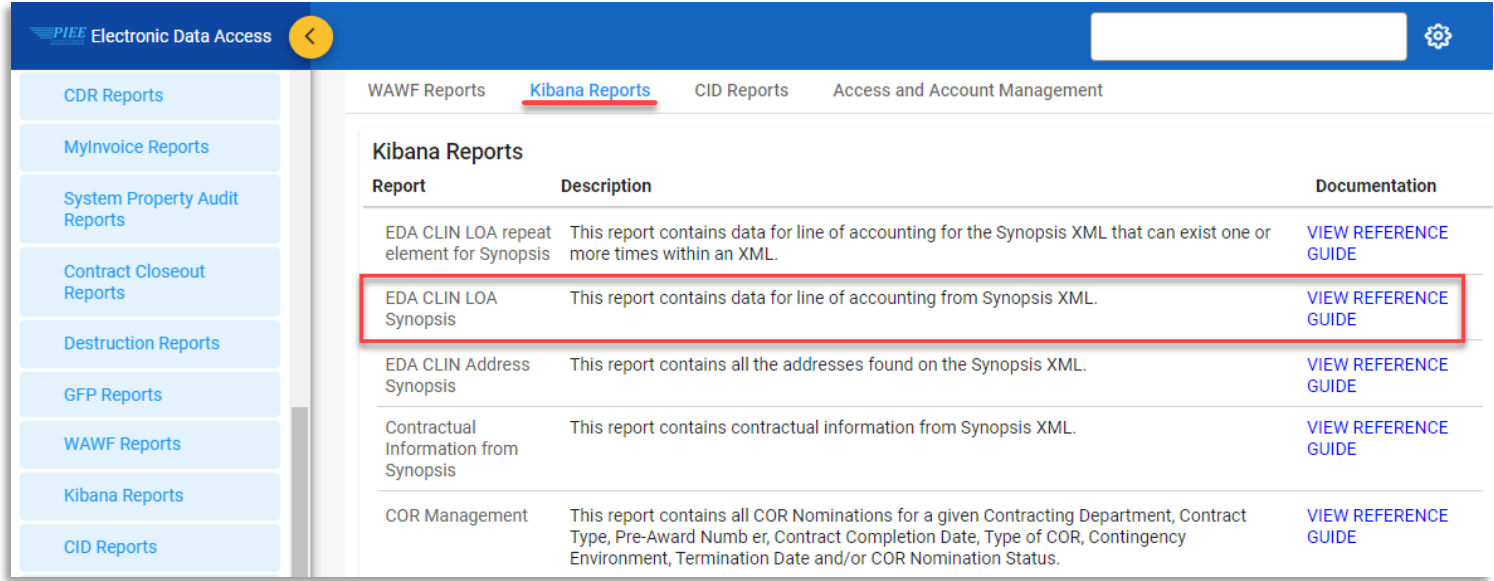 PIEE Electronic Data Access
CDR Reports
MyInvoice Reports
System Property Audit
Reports
Contract Closeout
Reports
Destruction Reports
GFP Reports
WAWF Reports
Kibana Reports
CID Reports
WAWF Reports Kibana Reports CID Reports Access and Account Management
Kibana Reports
Report Description Documentation
EDA CLIN LOA repeat This report contains data for line of accounting for the Synopsis XML that can exist one or VIEW REFERENCE
element for Synopsis more times within an XML. GUIDE
EDA CLIN LOA This report contains data for line of accounting from Synopsis XML. VIEW REFERENCE
Synopsis GUIDE
EDA CLIN Address This report contains all the addresses found on the Synopsis XML. VIEW REFERENCE
Synopsis GUIDE
Contractual This report contains contractual information from Synopsis XML. VIEW REFERENCE
Information from GUIDE
Synopsis
COR Management This report contains all COR Nominations for a given Contracting Department, Contract VIEW REFERENCE
Type, Pre-Award Numb er, Contract Completion Date, Type of COR, Contingency GUIDE
Environment, Termination Date and/or COR Nomination Status.